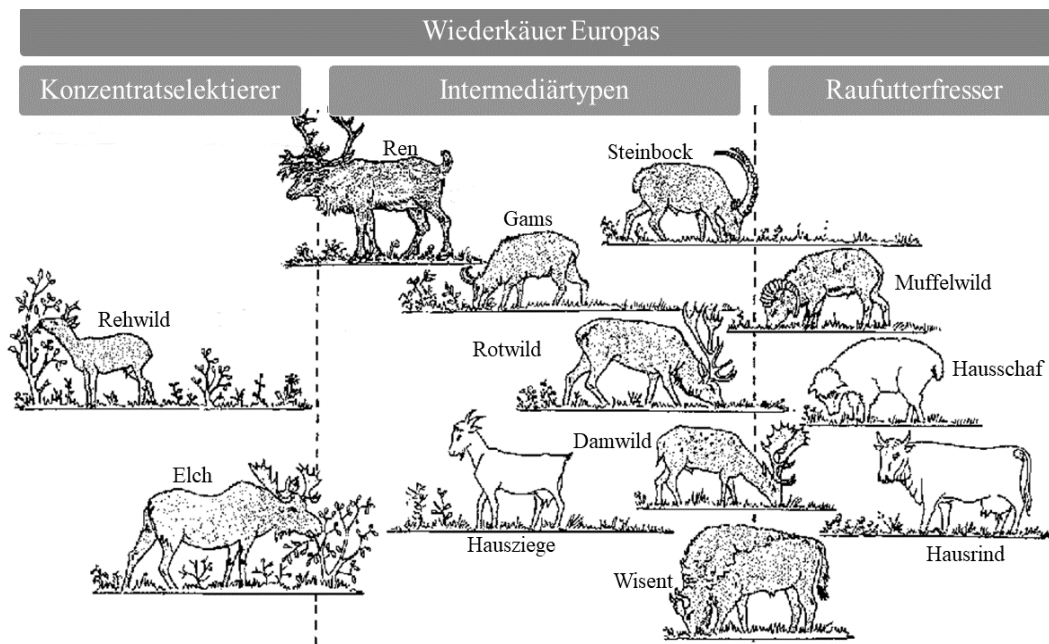 Wiederkäuer Europas
Konzentratselektierer
Intermediärtypen
Raufutterfresser
Ren
Steinbock
Gams
Muffelwild
Rehwild
Rotwild
Hausschaf
Damwild
Elch
Hausziege
Hausrind
Wisent